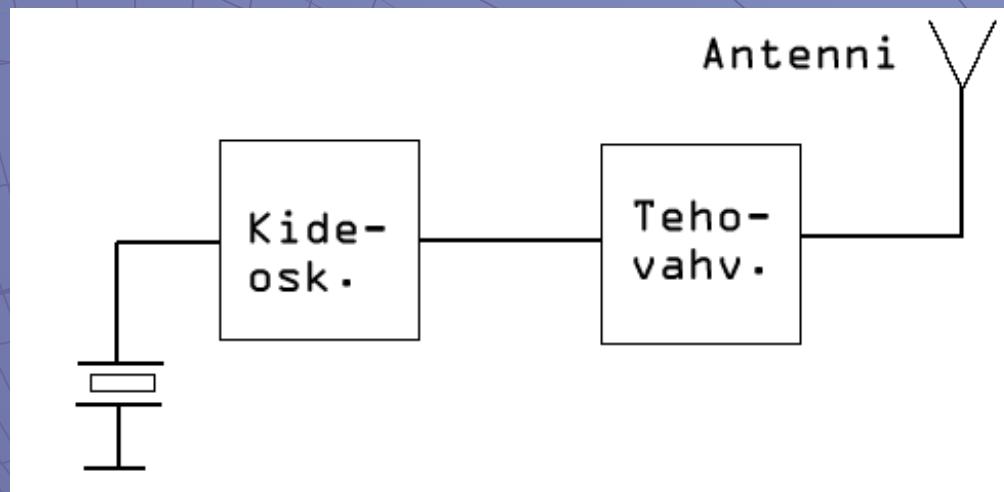 Antenni
Kide-
osk.
Teho-
vahv.